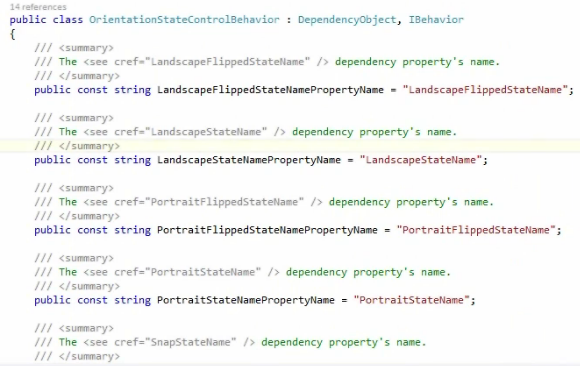 14 references
public class OrientationStateControlBehavior : DependencyObject, IBehavior
{
/// <summary>
/// The <see cref="LandscapeFlippedStateName" /> dependency property's name.
/// </summary>
public const string LandscapeFlippedStateNamePropertyName = "LandscapeFlippedStateName";
/// <summary>
/// The <see cref="LandscapeStateName" /> dependency property's name.
/// </summary>
public const string LandscapeStateNamePropertyName = "LandscapeStateName";
/// <summary>
/// The <see cref="PortraitFlippedStateName" /> dependency property's name.
/// </summary>
public const string PortraitFlippedStateNamePropertyName = "PortraitFlippedStateName";
/// <summary>
/// The <see cref="PortraitStateName" /> dependency property's name.
/// </summary>
public const string PortraitStateNamePropertyName = "PortraitStateName";
/// <summary>
/// The <see cref="SnapStateName" /> dependency property's name.
/// </summary>